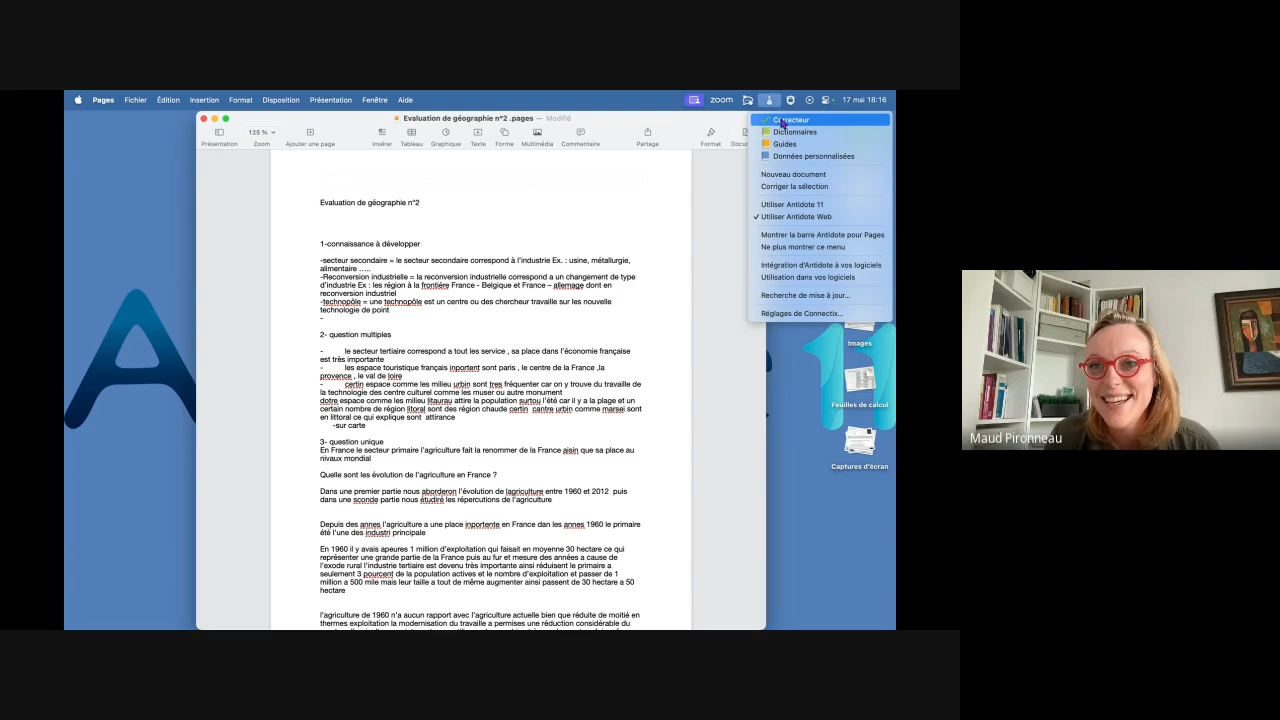 Pages Fichier Édition Insertion Format Disposition Présentation Fenêtre Aide zoom 17 mai 18:16
Evaluation de géographie n°2 .pages — Modifié
125 %
Présentation Zoom Ajouter une page Insérer Tableau Graphique Texte Forme Multimédia Commentaire Partage Format
Correcteur
Dictionnaires
Guides
Données personnalisées
Nouveau document
Corriger la sélection
Utiliser Antidote 11
Utiliser Antidote Web
Montrer la barre Antidote pour Pages
Ne plus montrer ce menu
Intégration d'Antidote à vos logiciels
Utilisation dans vos logiciels
Recherche de mise à jour...
Réglages de Connectix...
Evaluation de géographie n°2
1-connaissance à développer
-secteur secondaire = le secteur secondaire correspond à l'industrie Ex. : usine, métallurgie,
alimentaire …..
-Reconversion industrielle = la reconversion industrielle correspond a un changement de type
d'industrie Ex : les région à la frontière France - Belgique et France – allemage dont en
reconversion industriel
-technopôle = une technopôle est un centre ou des chercheur travaille sur les nouvelle
technologie de point
-
2- question multiples
- le secteur tertiaire correspond a tout les service , sa place dans l'économie française
est très importante
- les espace touristique français inportent sont paris , le centre de la France ,la
provence , le val de loire
- certin espace comme les milieu urbin sont tres fréquenter car on y trouve du travaille de
la technologie des centre culturel comme les muser ou autre monument
dotre espace comme les milieu litaurau attire la population surtou l'été car il y a la plage et un
certain nombre de région litoral sont des région chaude certin cantre urbin comme marsei sont
en littoral ce qui explique sont attirance
-sur carte
3- question unique
En France le secteur primaire l'agriculture fait la renommer de la France aisin que sa place au
nivaux mondial
Quelle sont les évolution de l'agriculture en France ?
Dans une premier partie nous aborderon l'évolution de lagriculture entre 1960 et 2012 puis
dans une sconde partie nous étudiré les répercutions de l'agriculture
Depuis des annes l'agriculture a une place inportente en France dan les annes 1960 le primaire
été l'une des industri principale
En 1960 il y avais apeures 1 million d'exploitation qui faisait en moyenne 30 hectare ce qui
représenter une grande partie de la France puis au fur et mesure des années a cause de
l'exode rural l'industrie tertiaire est devenu très importante ainsi réduisent le primaire a
seulement 3 pourcent de la population actives et le nombre d'exploitation et passer de 1
million a 500 mile mais leur taille a tout de même augmenter ainsi passent de 30 hectare a 50
hectare
l'agriculture de 1960 n'a aucun rapport avec l'agriculture actuelle bien que réduite de moitié en
thermes exploitation la modernisation du travaille a permises une réduction considérable du
Images
Feuilles de calcul
Captures d'écran
A
11
Maud Pironneau